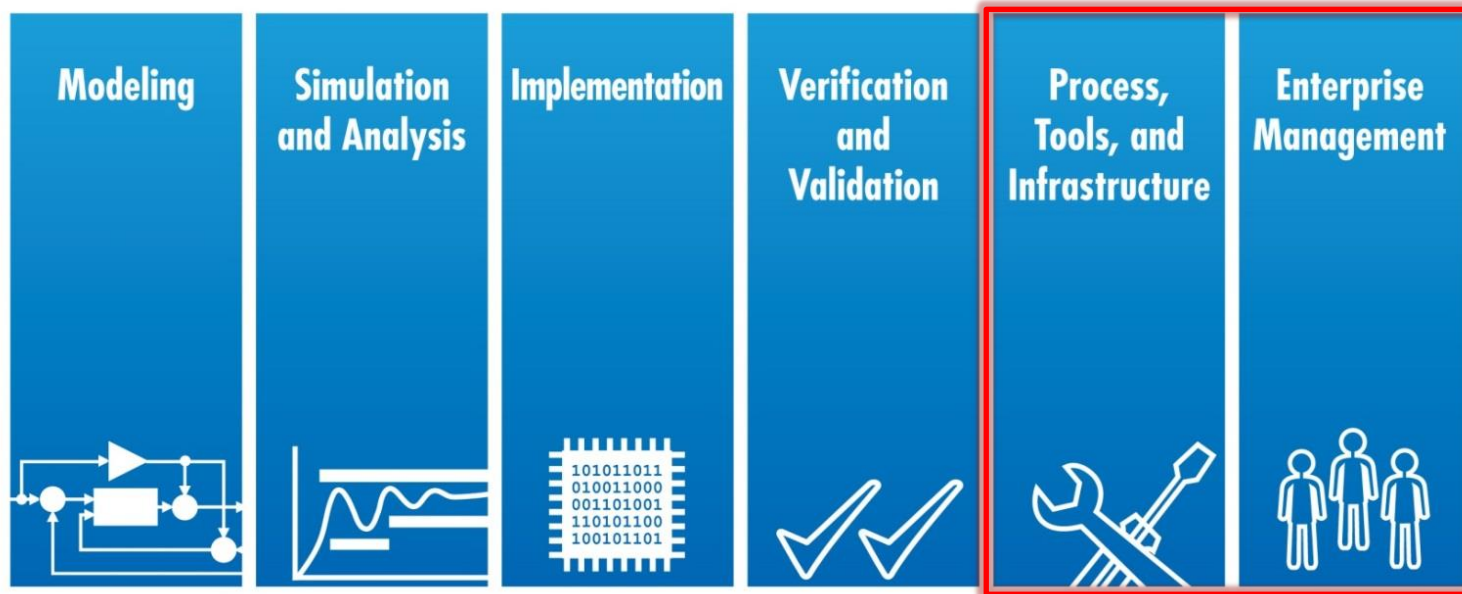 Modeling
Simulation
and Analysis
Implementation
Verification
and
Validation
Process,
Tools, and
Infrastructure
Enterprise
Management
101011011
010011000
001101001
110101100
100101101